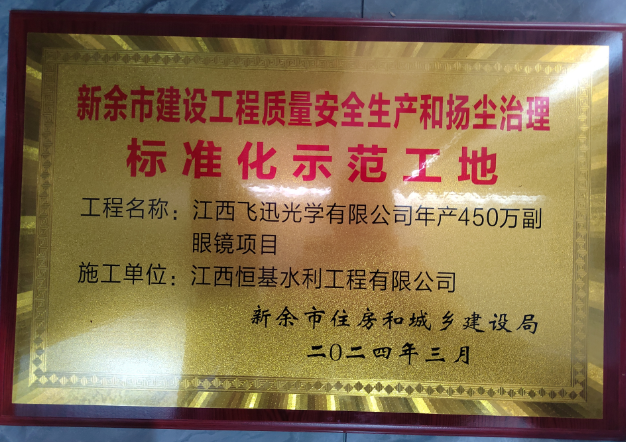 新余市建设工程质量安全生产和扬尘治理
标准化示范工地
工程名称：江西飞迅光学有限公司年产450万副
眼镜项目
施工单位：江西恒基水利工程有限公司
新余市住房和城乡建设局
二〇二四年三月